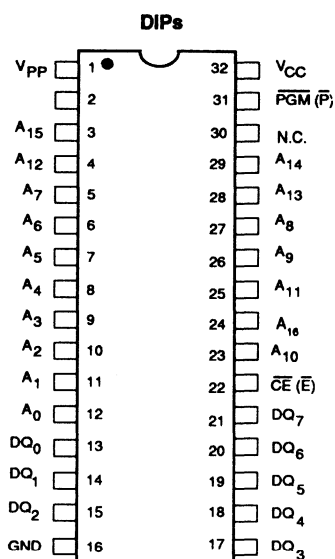 DIPs
VPP 1 32 VCC
2 31 PGM (P)
A15 3 30 N.C.
A12 4 29 A14
A7 5 28 A13
A6 6 27 A8
A5 7 26 A9
A4 8 25 A11
A3 9 24 A16
A2 10 23 A10
A1 11 22 CE (E)
A0 12 21 DQ7
DQ0 13 20 DQ6
DQ1 14 19 DQ5
DQ2 15 18 DQ4
GND 16 17 DQ3